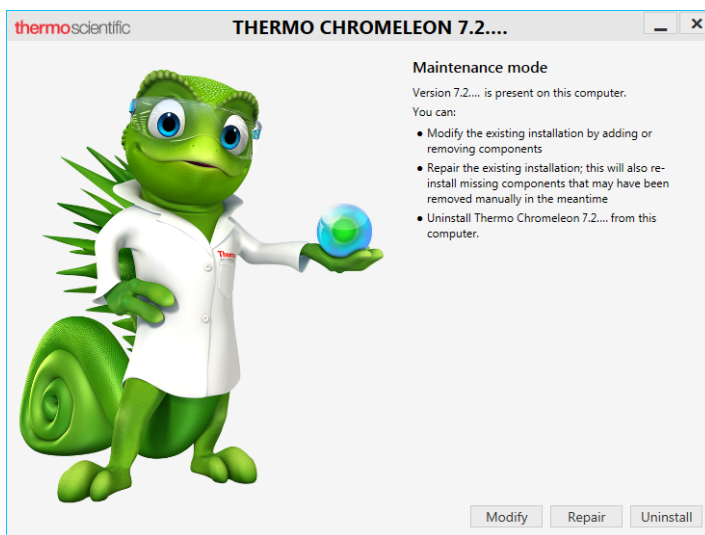 thermoscientific
THERMO CHROMELEON 7.2....
Maintenance mode
Version 7.2.... is present on this computer.
You can:
● Modify the existing installation by adding or
removing components
● Repair the existing installation; this will also re-
install missing components that may have been
removed manually in the meantime
● Uninstall Thermo Chromeleon 7.2.... from this
computer.
Thermo
Modify Repair Uninstall